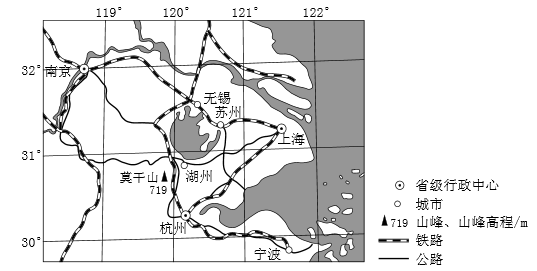 119° 120° 121° 122°
32°
南京
无锡
苏州
上海
31°
莫干山
719
湖州
杭州
30°
宁波
省级行政中心
城市
719 山峰、山峰高程/m
铁路
公路